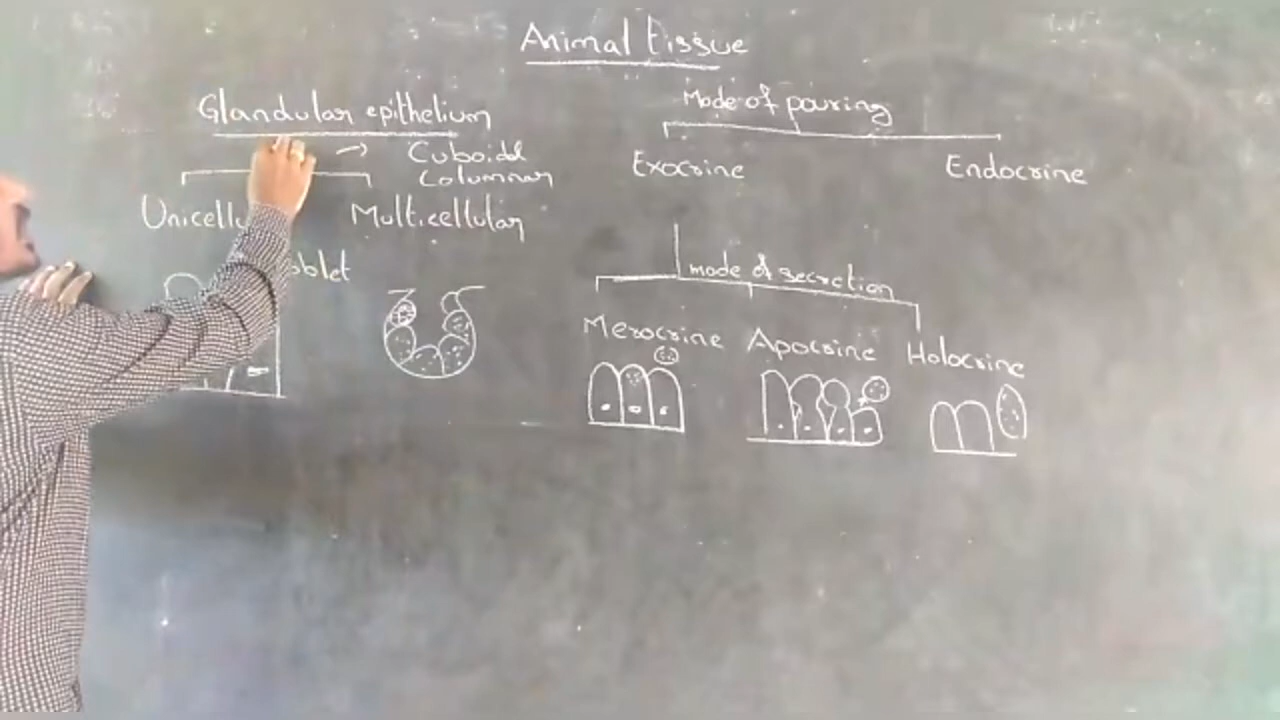 Animal tissue
Glandular epithelium
→ Cuboidal
Columnar
Unicellu
Multicellular
oblet
Mode of pouring
Exocrine
Endocrine
mode of secretion
Merocrine
Apocrine
Holocrine